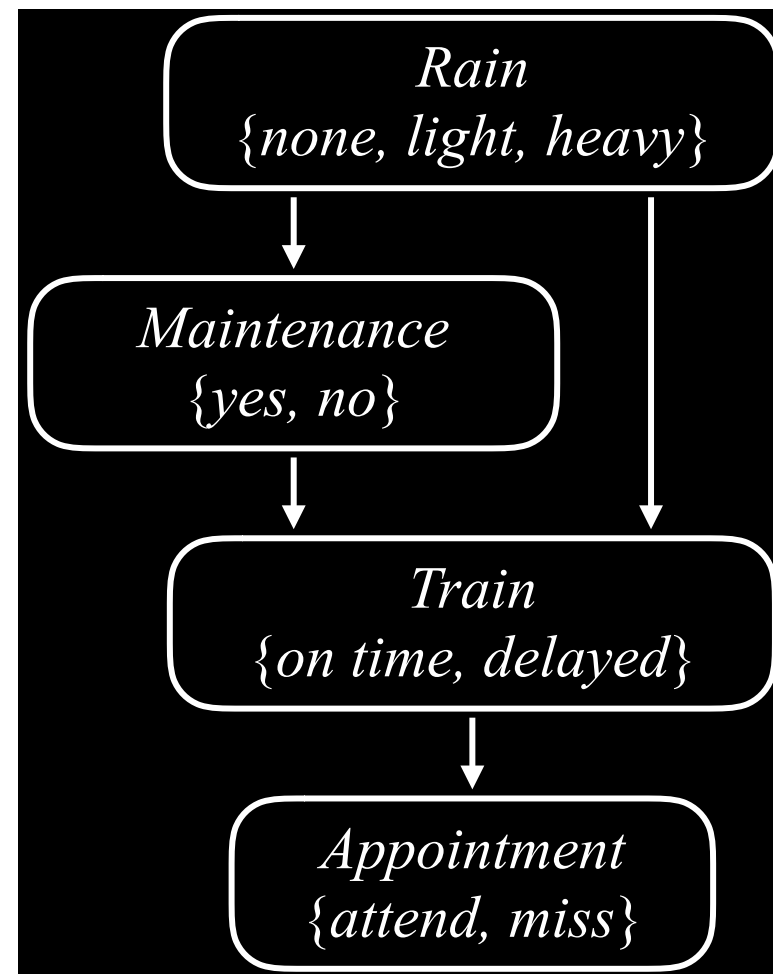 Rain
{none, light, heavy}
Maintenance
{yes, no}
Train
{on time, delayed}
Appointment
{attend, miss}